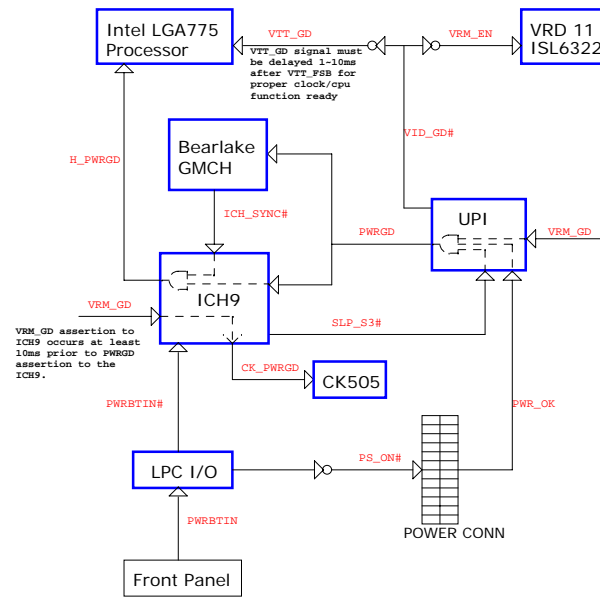 Intel LGA775
Processor
VTT_GD
VTT_GD signal must
be delayed 1~10ms
after VTT_FSB for
proper clock/cpu
function ready
VRM_EN
VRD 11
ISL6322
VID_GD#
H_PWRGD
Bearlake
GMCH
ICH_SYNC#
PWRGD
UPI
VRM_GD
ICH9
VRM_GD
VRM_GD assertion to
ICH9 occurs at least
10ms prior to PWRGD
assertion to the
ICH9.
SLP_S3#
CK_PWRGD
CK505
PWRBTIN#
PWR_OK
LPC I/O
PS_ON#
POWER CONN
PWRBTIN
Front Panel